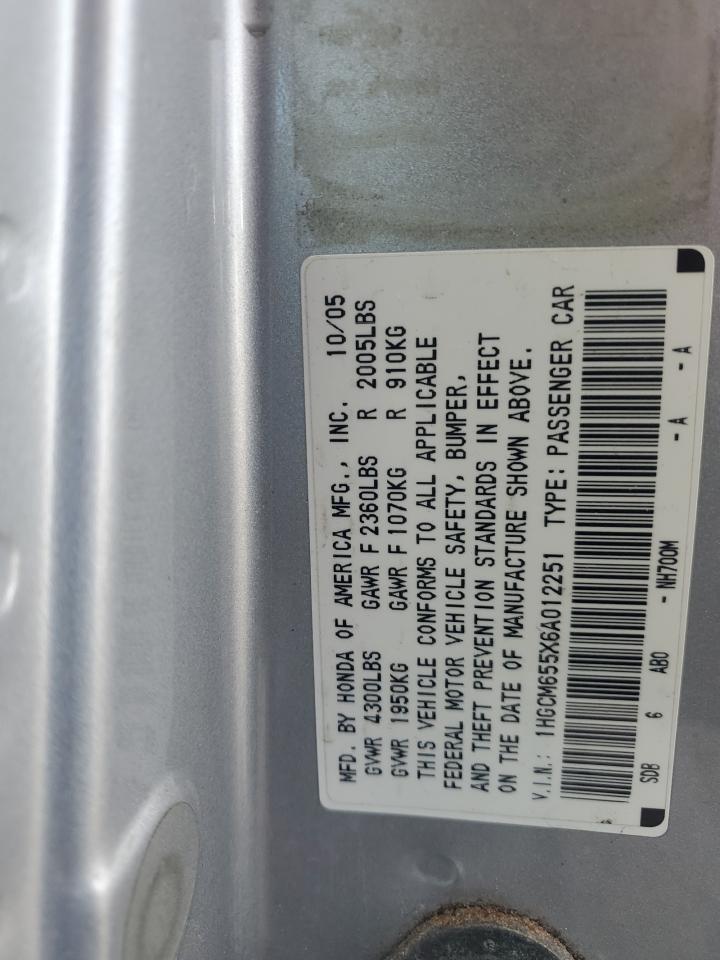 MFD. BY HONDA OF AMERICA MFG., INC. 10/05
GVWR 4300LBS GAWR F 2360LBS R 2005LBS
GVWR 1950KG GAWR F 1070KG R 910KG
THIS VEHICLE CONFORMS TO ALL APPLICABLE
FEDERAL MOTOR VEHICLE SAFETY, BUMPER,
AND THEFT PREVENTION STANDARDS IN EFFECT
ON THE DATE OF MANUFACTURE SHOWN ABOVE.
V.I.N.: 1HGCM655X6A012251 TYPE: PASSENGER CAR
SDB 6 AB0 - NH700M - A - A